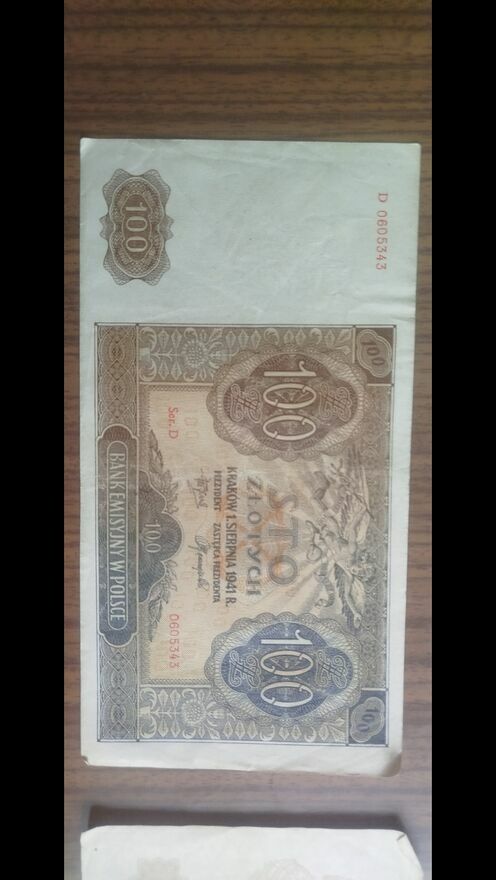 D 0605343
100
100
100
100
100
STO
ZŁOTYCH
KRAKÓW 1. SIERPNIA 1941 R.
PREZYDENT ZASTĘPCA PREZYDENTA
Ser. D
0605343
100
BANK EMISYJNY W POLSCE